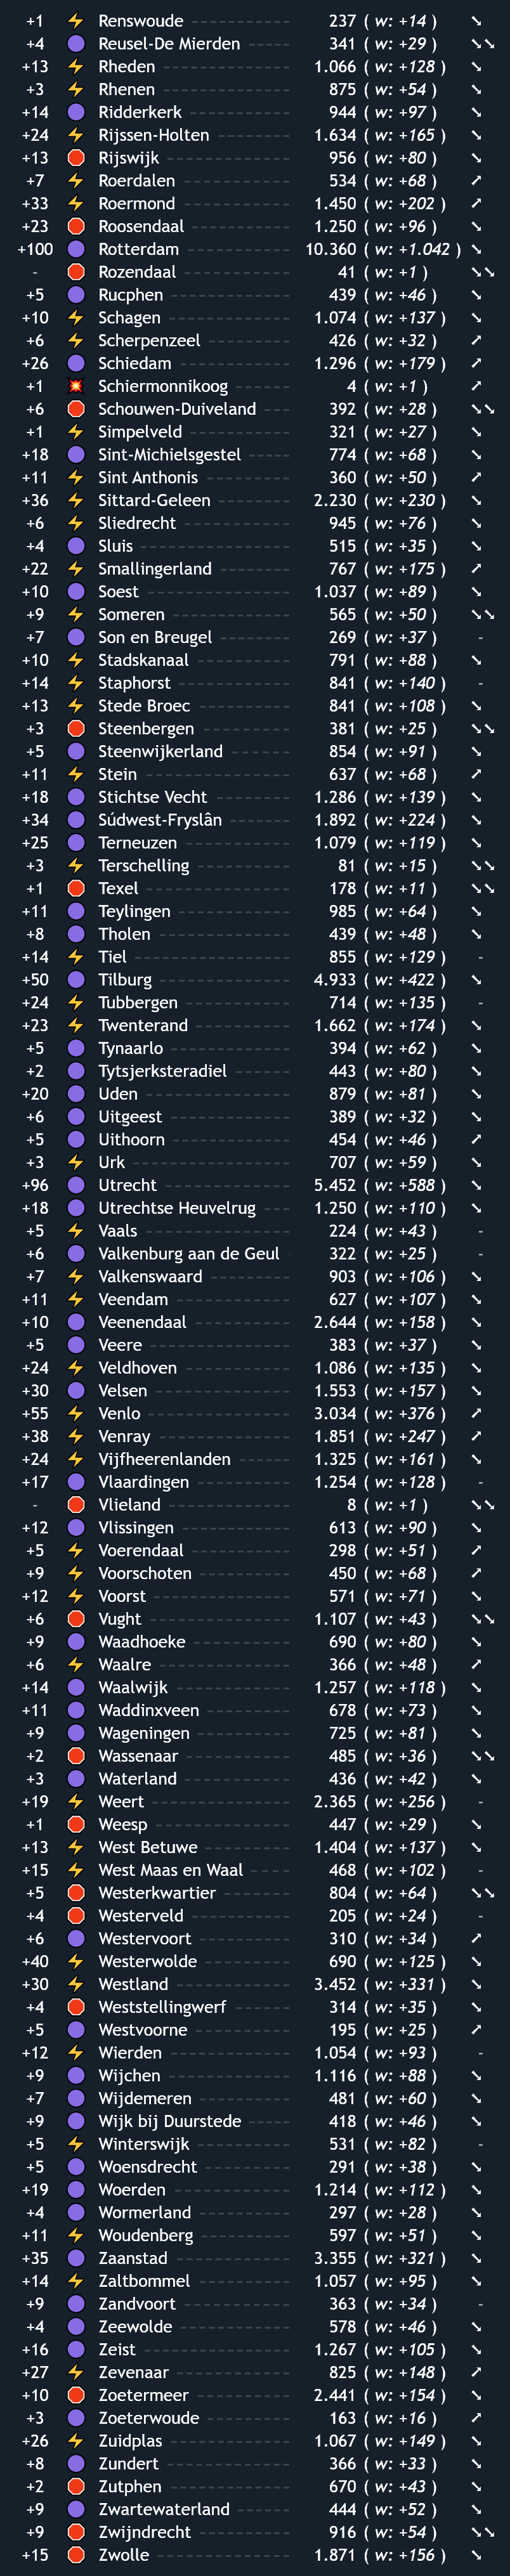 +1 ⚡ Renswoude 237 ( w: +14 ) ↘
+4 🟣 Reusel-De Mierden 341 ( w: +29 ) ↘↘
+13 ⚡ Rheden 1.066 ( w: +128 ) ↘
+3 ⚡ Rhenen 875 ( w: +54 ) ↘
+14 🟣 Ridderkerk 944 ( w: +97 ) ↘
+24 ⚡ Rijssen-Holten 1.634 ( w: +165 ) ↘
+13 🛑 Rijswijk 956 ( w: +80 ) ↘
+7 ⚡ Roerdalen 534 ( w: +68 ) ↗
+33 ⚡ Roermond 1.450 ( w: +202 ) ↗
+23 🛑 Roosendaal 1.250 ( w: +96 ) ↘
+100 🟣 Rotterdam 10.360 ( w: +1.042 ) ↘
- 🛑 Rozendaal 41 ( w: +1 ) ↘↘
+5 🟣 Rucphen 439 ( w: +46 ) ↘
+10 ⚡ Schagen 1.074 ( w: +137 ) ↘
+6 ⚡ Scherpenzeel 426 ( w: +32 ) ↗
+26 🟣 Schiedam 1.296 ( w: +179 ) ↗
+1 💥 Schiermonnikoog 4 ( w: +1 ) ↗
+6 🛑 Schouwen-Duiveland 392 ( w: +28 ) ↘↘
+1 ⚡ Simpelveld 321 ( w: +27 ) ↘
+18 🟣 Sint-Michielsgestel 774 ( w: +68 ) ↘
+11 ⚡ Sint Anthonis 360 ( w: +50 ) ↗
+36 ⚡ Sittard-Geleen 2.230 ( w: +230 ) ↘
+6 ⚡ Sliedrecht 945 ( w: +76 ) ↘
+4 🟣 Sluis 515 ( w: +35 ) ↘
+22 ⚡ Smallingerland 767 ( w: +175 ) ↗
+10 🟣 Soest 1.037 ( w: +89 ) ↘
+9 ⚡ Someren 565 ( w: +50 ) ↘↘
+7 🟣 Son en Breugel 269 ( w: +37 ) -
+10 ⚡ Stadskanaal 791 ( w: +88 ) ↘
+14 ⚡ Staphorst 841 ( w: +140 ) -
+13 ⚡ Stede Broec 841 ( w: +108 ) ↘
+3 🛑 Steenbergen 381 ( w: +25 ) ↘↘
+5 🟣 Steenwijkerland 854 ( w: +91 ) ↘
+11 ⚡ Stein 637 ( w: +68 ) ↗
+18 🟣 Stichtse Vecht 1.286 ( w: +139 ) ↘
+34 🟣 Súdwest-Fryslân 1.892 ( w: +224 ) ↘
+25 🟣 Terneuzen 1.079 ( w: +119 ) ↘
+3 ⚡ Terschelling 81 ( w: +15 ) ↘↘
+1 🛑 Texel 178 ( w: +11 ) ↘↘
+11 🟣 Teylingen 985 ( w: +64 ) ↘
+8 🟣 Tholen 439 ( w: +48 ) ↘
+14 ⚡ Tiel 855 ( w: +129 ) -
+50 🟣 Tilburg 4.933 ( w: +422 ) ↘
+24 ⚡ Tubbergen 714 ( w: +135 ) -
+23 ⚡ Twenterand 1.662 ( w: +174 ) ↘
+5 🟣 Tynaarlo 394 ( w: +62 ) ↘
+2 🟣 Tytsjerksteradiel 443 ( w: +80 ) ↘
+20 🟣 Uden 879 ( w: +81 ) ↘
+6 🟣 Uitgeest 389 ( w: +32 ) ↘
+5 🟣 Uithoorn 454 ( w: +46 ) ↗
+3 ⚡ Urk 707 ( w: +59 ) ↘
+96 🟣 Utrecht 5.452 ( w: +588 ) ↘
+18 🟣 Utrechtse Heuvelrug 1.250 ( w: +110 ) ↘
+5 ⚡ Vaals 224 ( w: +43 ) -
+6 🟣 Valkenburg aan de Geul 322 ( w: +25 ) -
+7 ⚡ Valkenswaard 903 ( w: +106 ) ↘
+11 ⚡ Veendam 627 ( w: +107 ) ↘
+10 🟣 Veenendaal 2.644 ( w: +158 ) ↘
+5 🟣 Veere 383 ( w: +37 ) ↘
+24 ⚡ Veldhoven 1.086 ( w: +135 ) ↘
+30 🟣 Velsen 1.553 ( w: +157 ) ↘
+55 ⚡ Venlo 3.034 ( w: +376 ) ↗
+38 ⚡ Venray 1.851 ( w: +247 ) ↗
+24 ⚡ Vijfheerenlanden 1.325 ( w: +161 ) ↘
+17 🟣 Vlaardingen 1.254 ( w: +128 ) -
- 🛑 Vlieland 8 ( w: +1 ) ↘↘
+12 🟣 Vlissingen 613 ( w: +90 ) ↘
+5 ⚡ Voerendaal 298 ( w: +51 ) ↗
+9 ⚡ Voorschoten 450 ( w: +68 ) ↗
+12 ⚡ Voorst 571 ( w: +71 ) ↘
+6 🛑 Vught 1.107 ( w: +43 ) ↘↘
+9 🟣 Waadhoeke 690 ( w: +80 ) ↘
+6 ⚡ Waalre 366 ( w: +48 ) ↗
+14 🟣 Waalwijk 1.257 ( w: +118 ) ↘
+11 🟣 Waddinxveen 678 ( w: +73 ) ↘
+9 🟣 Wageningen 725 ( w: +81 ) ↘
+2 🛑 Wassenaar 485 ( w: +36 ) ↘↘
+3 🟣 Waterland 436 ( w: +42 ) ↘
+19 ⚡ Weert 2.365 ( w: +256 ) -
+1 🛑 Weesp 447 ( w: +29 ) ↘
+13 ⚡ West Betuwe 1.404 ( w: +137 ) ↘
+15 ⚡ West Maas en Waal 468 ( w: +102 ) -
+5 🛑 Westerkwartier 804 ( w: +64 ) ↘↘
+4 🛑 Westerveld 205 ( w: +24 ) -
+6 🟣 Westervoort 310 ( w: +34 ) ↗
+40 ⚡ Westerwolde 690 ( w: +125 ) ↘
+30 ⚡ Westland 3.452 ( w: +331 ) ↘
+4 🛑 Weststellingwerf 314 ( w: +35 ) ↘
+5 🟣 Westvoorne 195 ( w: +25 ) ↗
+12 ⚡ Wierden 1.054 ( w: +93 ) -
+9 🟣 Wijchen 1.116 ( w: +88 ) ↘
+7 🟣 Wijdemeren 481 ( w: +60 ) ↘
+9 🟣 Wijk bij Duurstede 418 ( w: +46 ) ↘
+5 ⚡ Winterswijk 531 ( w: +82 ) -
+5 🟣 Woensdrecht 291 ( w: +38 ) ↘
+19 🟣 Woerden 1.214 ( w: +112 ) ↘
+4 🟣 Wormerland 297 ( w: +28 ) ↘
+11 ⚡ Woudenberg 597 ( w: +51 ) ↘
+35 🟣 Zaanstad 3.355 ( w: +321 ) ↘
+14 ⚡ Zaltbommel 1.057 ( w: +95 ) ↘
+9 🟣 Zandvoort 363 ( w: +34 ) -
+4 🟣 Zeewolde 578 ( w: +46 ) ↘
+16 🟣 Zeist 1.267 ( w: +105 ) ↘
+27 ⚡ Zevenaar 825 ( w: +148 ) ↗
+10 🛑 Zoetermeer 2.441 ( w: +154 ) ↘
+3 🟣 Zoeterwoude 163 ( w: +16 ) ↗
+26 ⚡ Zuidplas 1.067 ( w: +149 ) ↘
+8 🟣 Zundert 366 ( w: +33 ) ↘
+2 🛑 Zutphen 670 ( w: +43 ) ↘
+9 🟣 Zwartewaterland 444 ( w: +52 ) ↘
+9 🛑 Zwijndrecht 916 ( w: +54 ) ↘↘
+15 🛑 Zwolle 1.871 ( w: +156 ) ↘